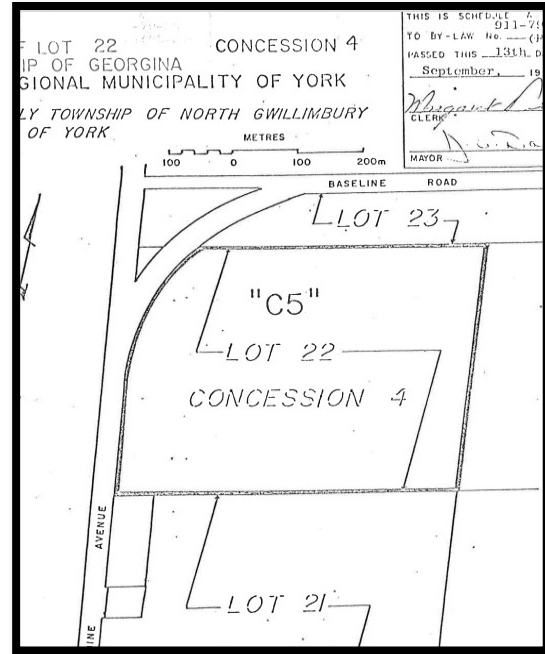 F LOT 22 CONCESSION 4
IP OF GEORGINA
GIONAL MUNICIPALITY OF YORK
LY TOWNSHIP OF NORTH GWILLIMBURY
OF YORK
THIS IS SCHEDULE A
911-79
TO BY-LAW No.
PASSED THIS 13th D
September, 19
Margaret
CLERK
MAYOR
METRES
100 0 100 200m
BASELINE ROAD
LOT 23
"C5"
LOT 22
CONCESSION 4
AVENUE
LOT 21
INE